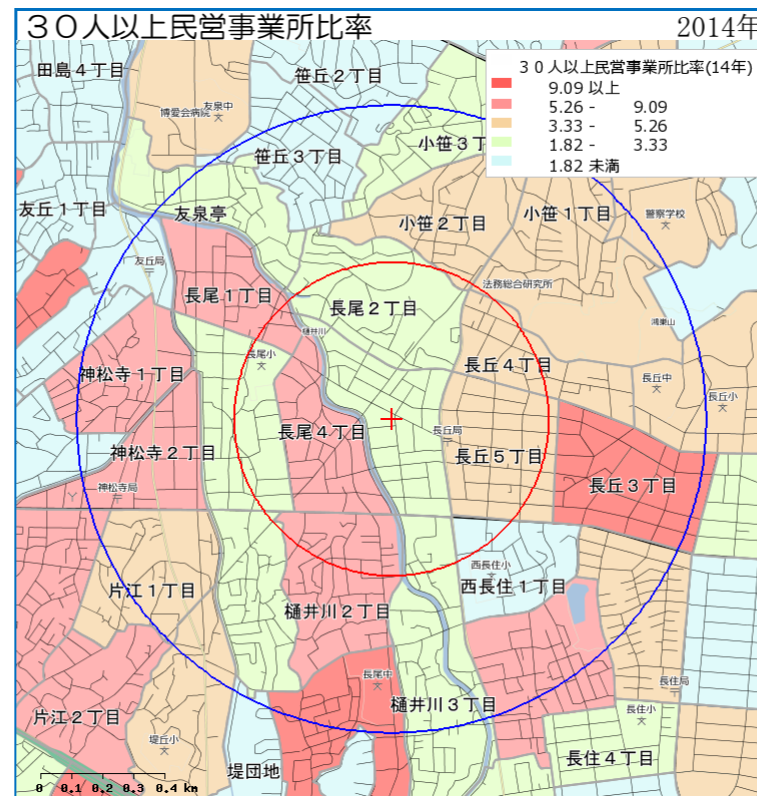 ３０人以上民営事業所比率
2014年
３０人以上民営事業所比率(14年)
9.09 以上
5.26 - 9.09
3.33 - 5.26
1.82 - 3.33
1.82 未満
田島４丁目
笹丘２丁目
友泉中
博愛会病院
笹丘３丁目
小笹３丁
友丘１丁目
友泉亭
小笹２丁目
小笹１丁目
警察学校
友丘局
長尾１丁目
法務総合研究所
長尾２丁目
鴻巣山
樋井川
長尾小
神松寺１丁目
長丘４丁目
長丘中
長丘小
長尾４丁目
長丘局
神松寺２丁目
長丘５丁目
長丘３丁目
神松寺局
西長住小
片江１丁目
西長住１丁目
樋井川２丁目
長尾中
長住局
片江２丁目
樋井川３丁目
長住小
堤丘小
長住４丁目
堤団地
0 0.1 0.2 0.3 0.4 km